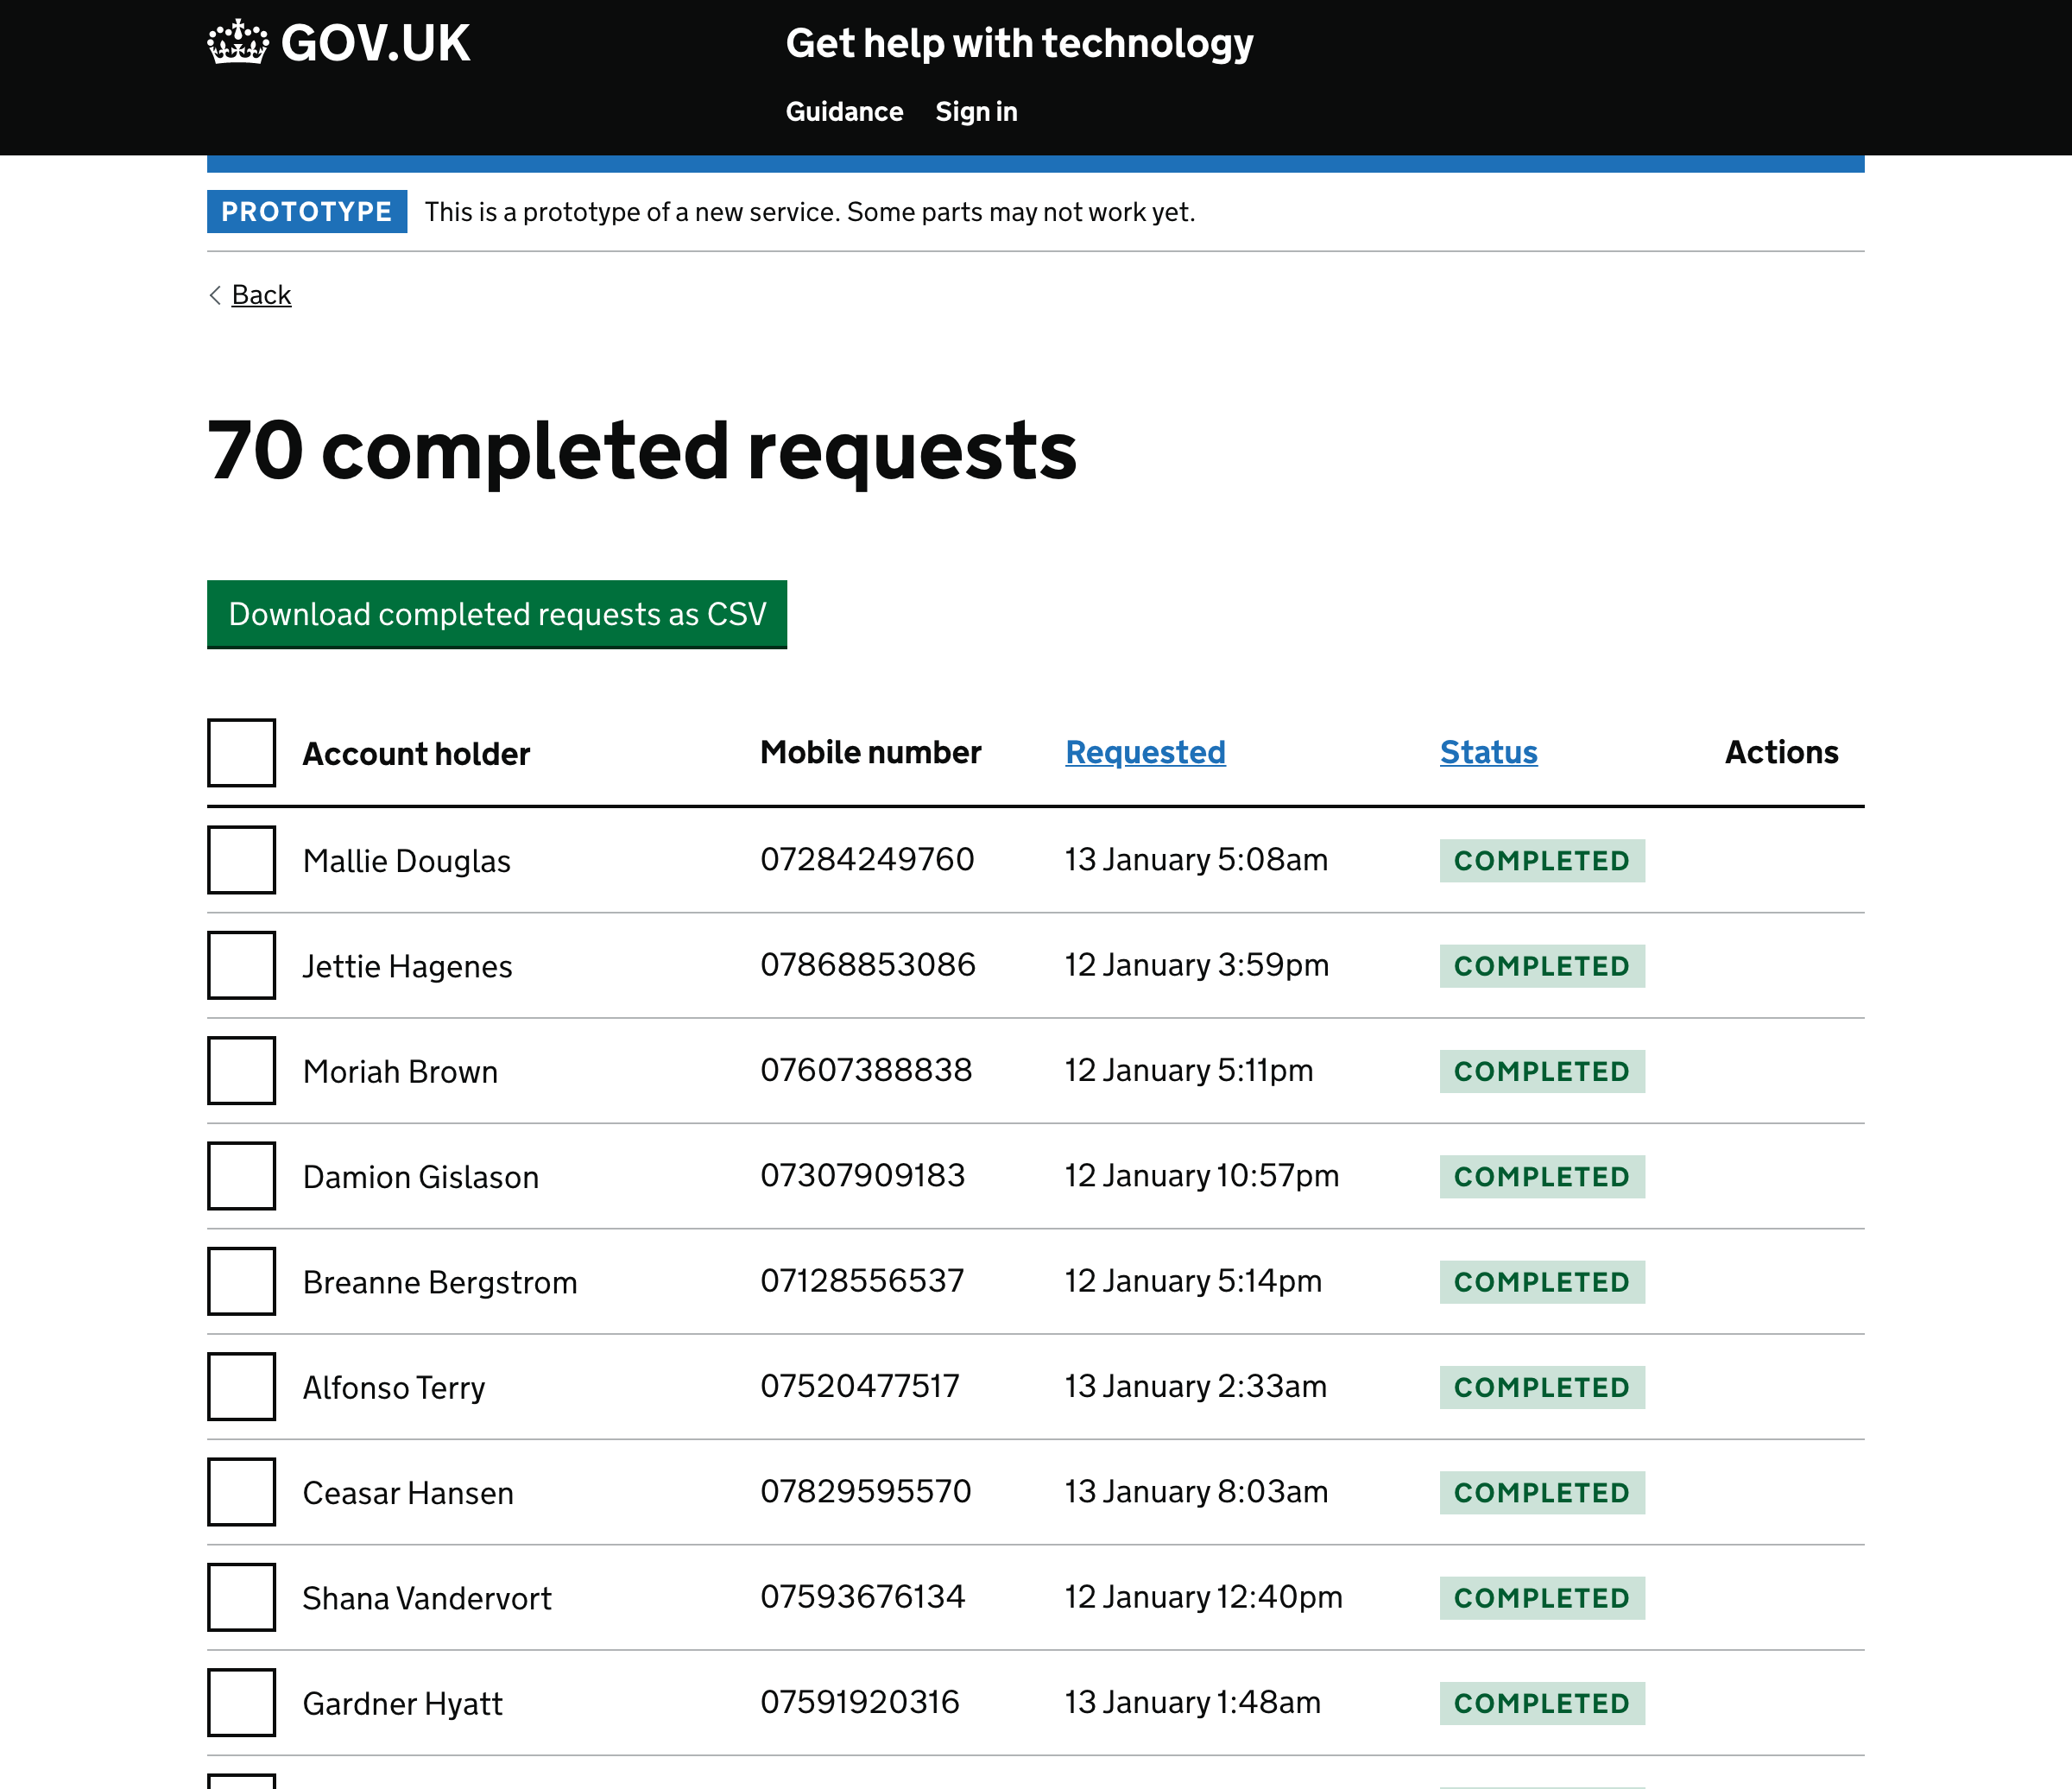 GOV.UK
Get help with technology
Guidance Sign in
PROTOTYPE This is a prototype of a new service. Some parts may not work yet.
Back
70 completed requests
Download completed requests as CSV
Account holder Mobile number Requested Status Actions
Mallie Douglas 07284249760 13 January 5:08am COMPLETED
Jettie Hagenes 07868853086 12 January 3:59pm COMPLETED
Moriah Brown 07607388838 12 January 5:11pm COMPLETED
Damion Gislason 07307909183 12 January 10:57pm COMPLETED
Breanne Bergstrom 07128556537 12 January 5:14pm COMPLETED
Alfonso Terry 07520477517 13 January 2:33am COMPLETED
Ceasar Hansen 07829595570 13 January 8:03am COMPLETED
Shana Vandervort 07593676134 12 January 12:40pm COMPLETED
Gardner Hyatt 07591920316 13 January 1:48am COMPLETED